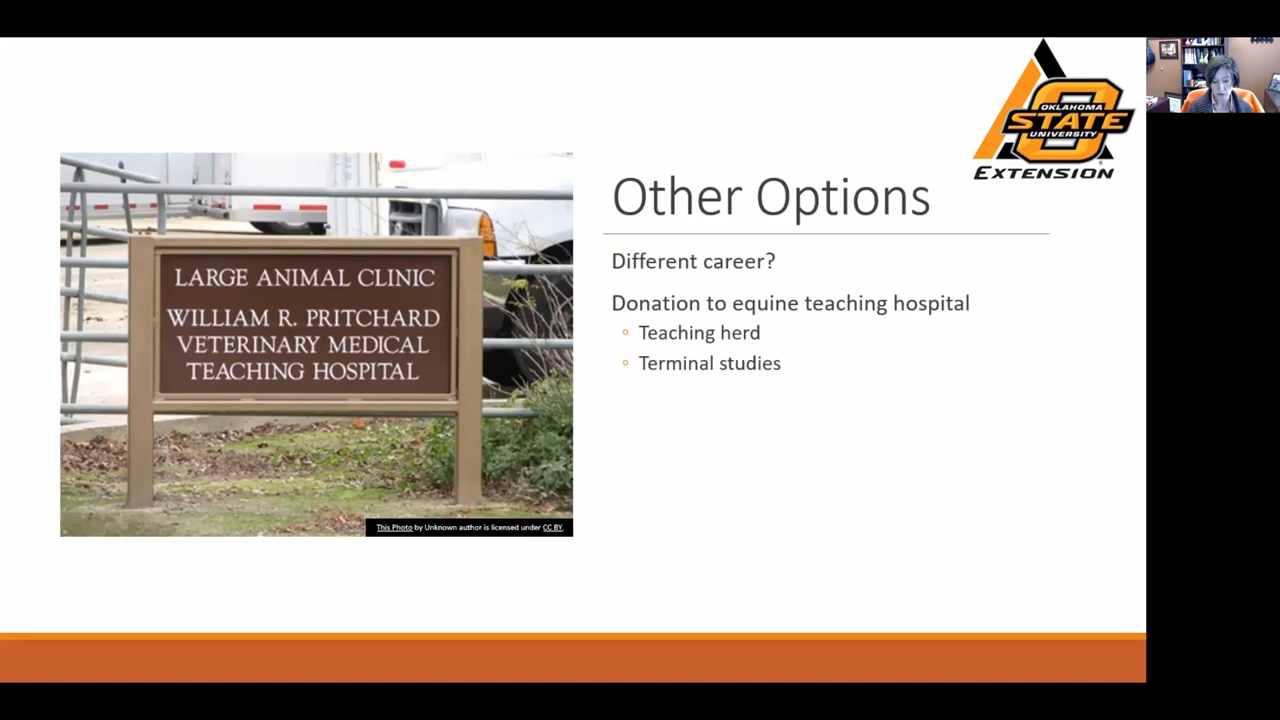 OKLAHOMA
STATE
UNIVERSITY
EXTENSION
LARGE ANIMAL CLINIC
WILLIAM R. PRITCHARD
VETERINARY MEDICAL
TEACHING HOSPITAL
This Photo by Unknown author is licensed under CC BY.
Other Options
Different career?
Donation to equine teaching hospital
Teaching herd
Terminal studies